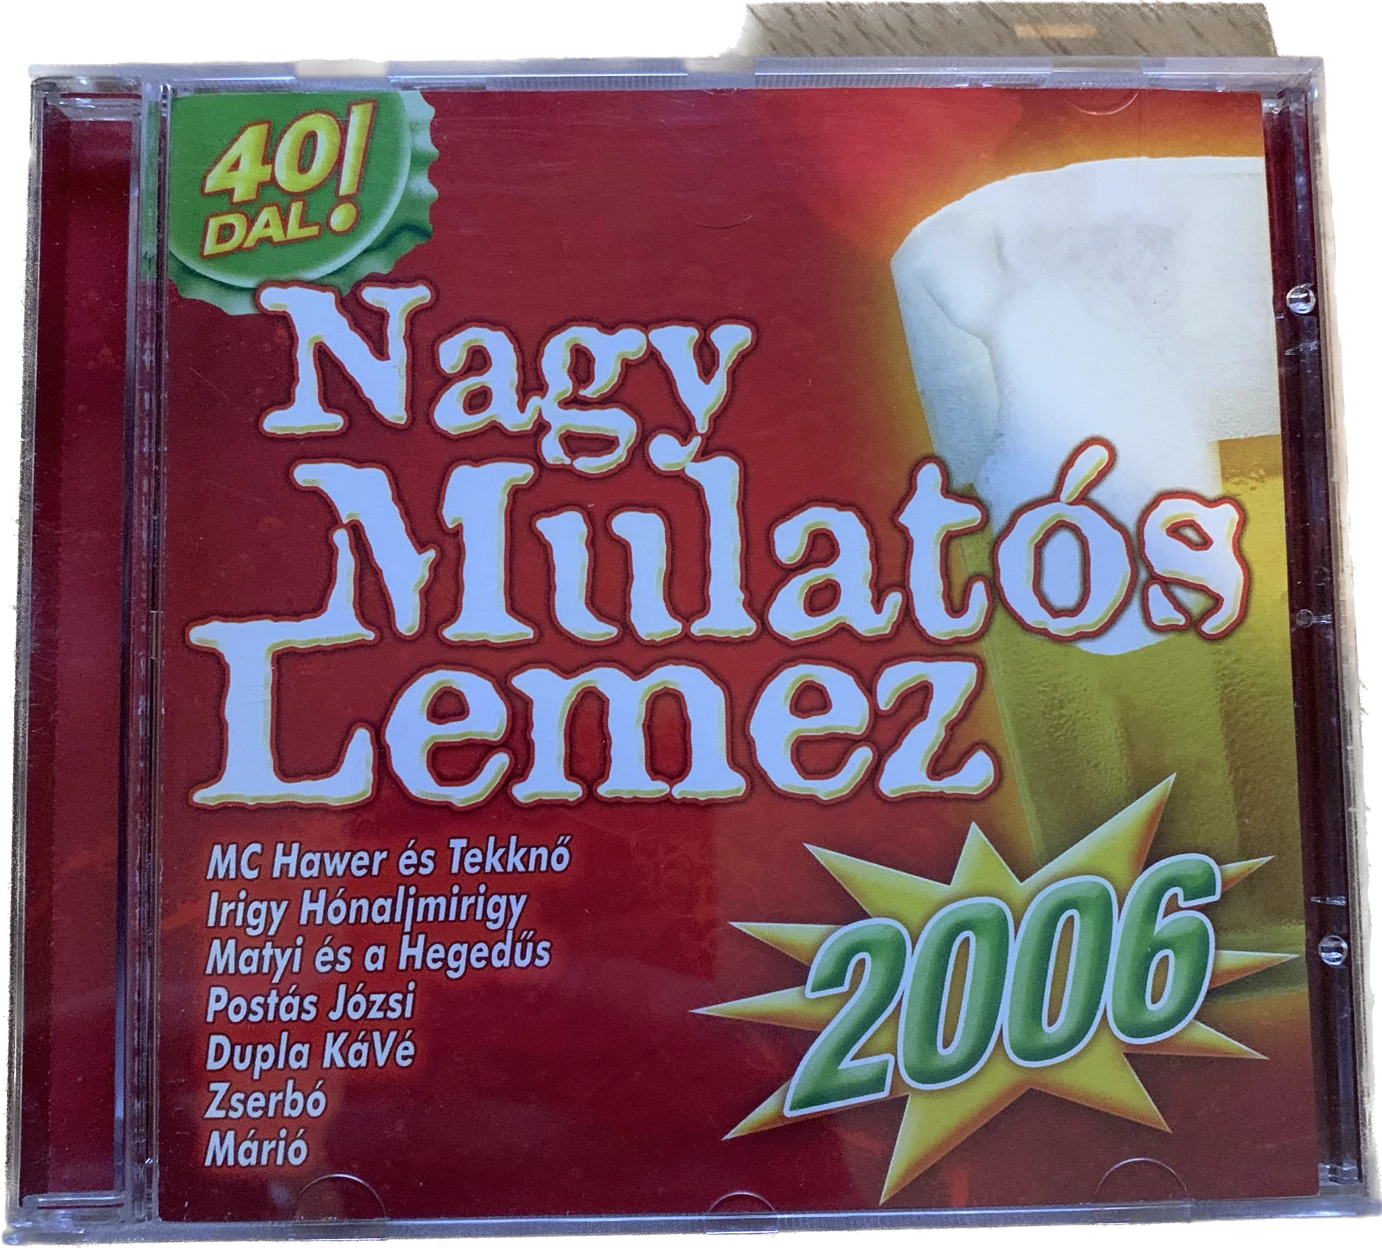 40!
DAL!
Nagy
Mulatós
Lemez
MC Hawer és Tekknő
Irigy Hónaljmirigy
Matyi és a Hegedűs
Postás Józsi
Dupla KáVé
Zserbó
Márió
2006